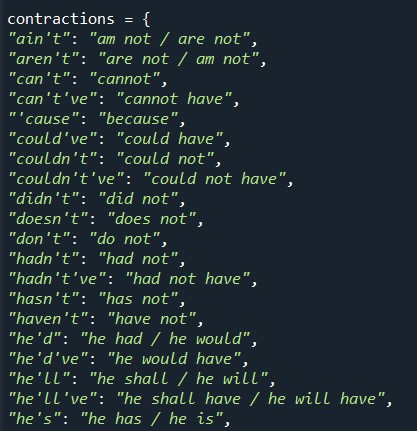 contractions = {
"ain't": "am not / are not",
"aren't": "are not / am not",
"can't": "cannot",
"can't've": "cannot have",
"'cause": "because",
"could've": "could have",
"couldn't": "could not",
"couldn't've": "could not have",
"didn't": "did not",
"doesn't": "does not",
"don't": "do not",
"hadn't": "had not",
"hadn't've": "had not have",
"hasn't": "has not",
"haven't": "have not",
"he'd": "he had / he would",
"he'd've": "he would have",
"he'll": "he shall / he will",
"he'll've": "he shall have / he will have",
"he's": "he has / he is",